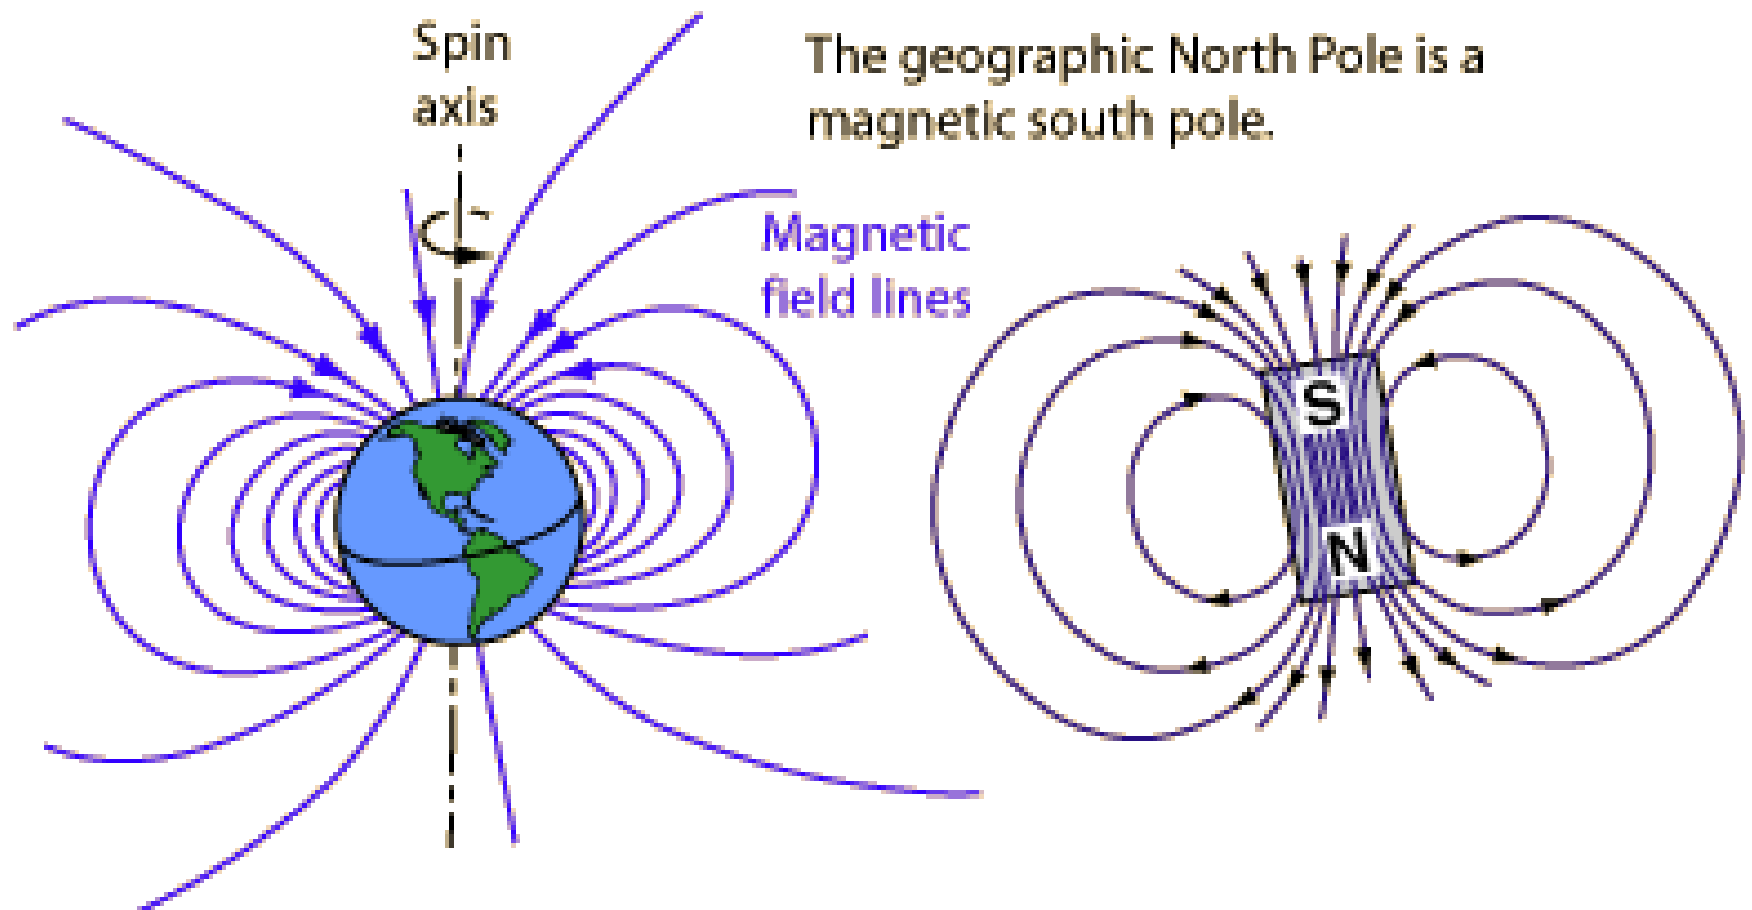 Spin
axis
The geographic North Pole is a
magnetic south pole.
Magnetic
field lines
S
N